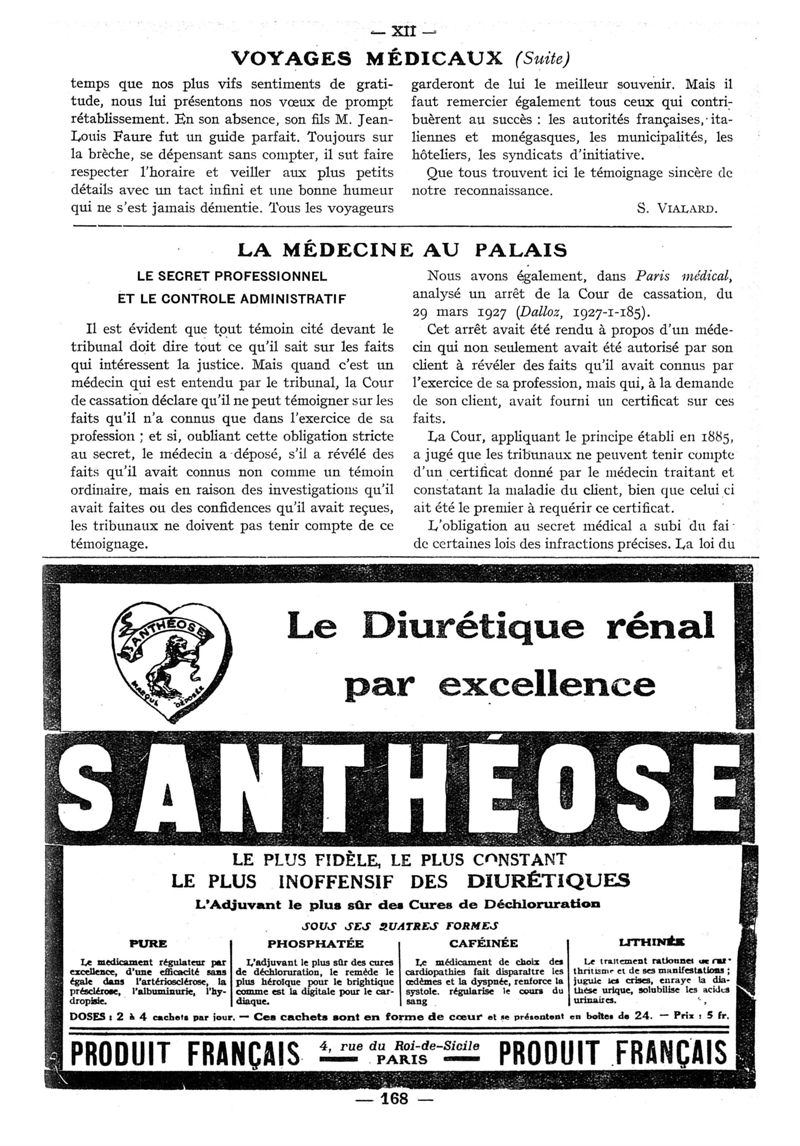 — XII —
VOYAGES MÉDICAUX (Suite)
temps que nos plus vifs sentiments de grati-
tude, nous lui présentons nos vœux de prompt
rétablissement. En son absence, son fils M. Jean-
Louis Faure fut un guide parfait. Toujours sur
la brèche, se dépensant sans compter, il sut faire
respecter l'horaire et veiller aux plus petits
détails avec un tact infini et une bonne humeur
qui ne s'est jamais démentie. Tous les voyageurs
garderont de lui le meilleur souvenir. Mais il
faut remercier également tous ceux qui contri-
buèrent au succès : les autorités françaises, ita-
liennes et monégasques, les municipalités, les
hôteliers, les syndicats d'initiative.
Que tous trouvent ici le témoignage sincère de
notre reconnaissance.
S. VIALARD.
LA MÉDECINE AU PALAIS
LE SECRET PROFESSIONNEL
ET LE CONTROLE ADMINISTRATIF
Il est évident que tout témoin cité devant le
tribunal doit dire tout ce qu'il sait sur les faits
qui intéressent la justice. Mais quand c'est un
médecin qui est entendu par le tribunal, la Cour
de cassation déclare qu'il ne peut témoigner sur les
faits qu'il n'a connus que dans l'exercice de sa
profession ; et si, oubliant cette obligation stricte
au secret, le médecin a déposé, s'il a révélé des
faits qu'il avait connus non comme un témoin
ordinaire, mais en raison des investigations qu'il
avait faites ou des confidences qu'il avait reçues,
les tribunaux ne doivent pas tenir compte de ce
témoignage.
Nous avons également, dans Paris médical,
analysé un arrêt de la Cour de cassation, du
29 mars 1927 (Dalloz, 1927-1-185).
Cet arrêt avait été rendu à propos d'un méde-
cin qui non seulement avait été autorisé par son
client à révéler des faits qu'il avait connus par
l'exercice de sa profession, mais qui, à la demande
de son client, avait fourni un certificat sur ces
faits.
La Cour, appliquant le principe établi en 1885,
a jugé que les tribunaux ne peuvent tenir compte
d'un certificat donné par le médecin traitant et
constatant la maladie du client, bien que celui ci
ait été le premier à requérir ce certificat.
L'obligation au secret médical a subi du fai
de certaines lois des infractions précises. La loi du
SANTHÉOSE
MARQUE DÉPOSÉE
Le Diurétique rénal
par excellence
SANTHÉOSE
LE PLUS FIDÈLE, LE PLUS CONSTANT
LE PLUS INOFFENSIF DES DIURÉTIQUES
L'Adjuvant le plus sûr des Cures de Déchloruration
SOUS SES QUATRES FORMES
PURE
Le médicament régulateur par
excellence, d'une efficacité sans
égale dans l'artériosclérose, la
présclérose, l'albuminurie, l'hy-
dropisie.
PHOSPHATÉE
L'adjuvant le plus sûr des cures
de déchloruration, le remède le
plus héroïque pour le brightique
comme est la digitale pour le car-
diaque.
CAFÉINÉE
Le médicament de choix des
cardiopathies fait disparaître les
œdèmes et la dyspnée, renforce la
systole, régularise le cours du
sang
LITHINÉE
Le traitement rationnel de l'ar-
thritisme et de ses manifestations ;
jugule les crises, enraye la dia-
thèse urique, solubilise les acides
urinaires.
DOSES : 2 à 4 cachets par jour. — Ces cachets sont en forme de cœur et se présentent en boîtes de 24. — Prix : 5 fr.
PRODUIT FRANÇAIS
4, rue du Roi-de-Sicile
— PARIS —
PRODUIT FRANÇAIS
— 168 —